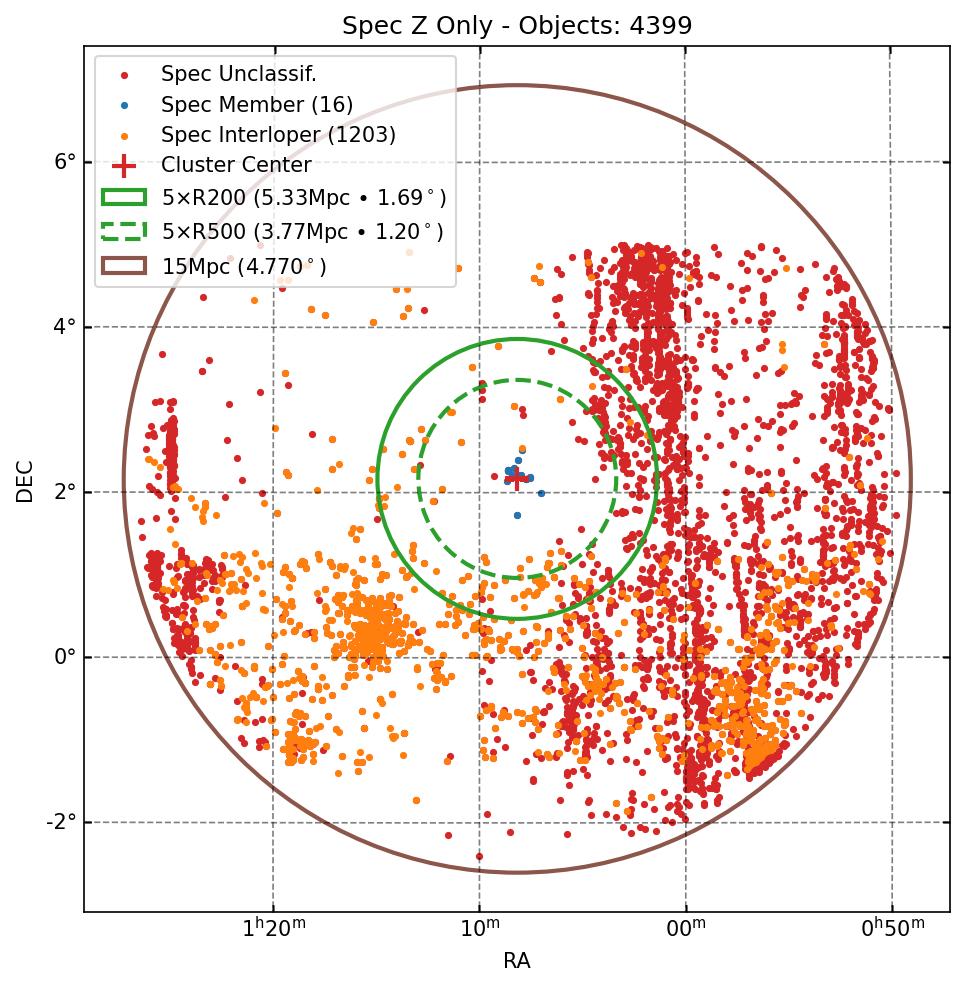 Spec Z Only - Objects: 4399
Spec Unclassif.
Spec Member (16)
Spec Interloper (1203)
Cluster Center
5×R200 (5.33Mpc • 1.69°)
5×R500 (3.77Mpc • 1.20°)
15Mpc (4.770°)
6°
4°
2°
0°
-2°
DEC
1ʰ20ᵐ 10ᵐ 00ᵐ 0ʰ50ᵐ
RA